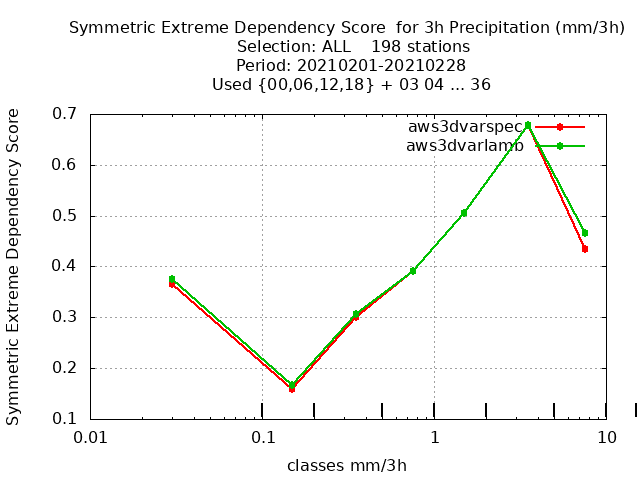 Symmetric Extreme Dependency Score  for 3h Precipitation (mm/3h)
Selection: ALL    198 stations
Period: 20210201-20210228
Used {00,06,12,18} + 03 04 ... 36
Symmetric Extreme Dependency Score
0.7
0.6
0.5
0.4
0.3
0.2
0.1
aws3dvarspec
aws3dvarlamb
0.01
0.1
1
10
classes mm/3h